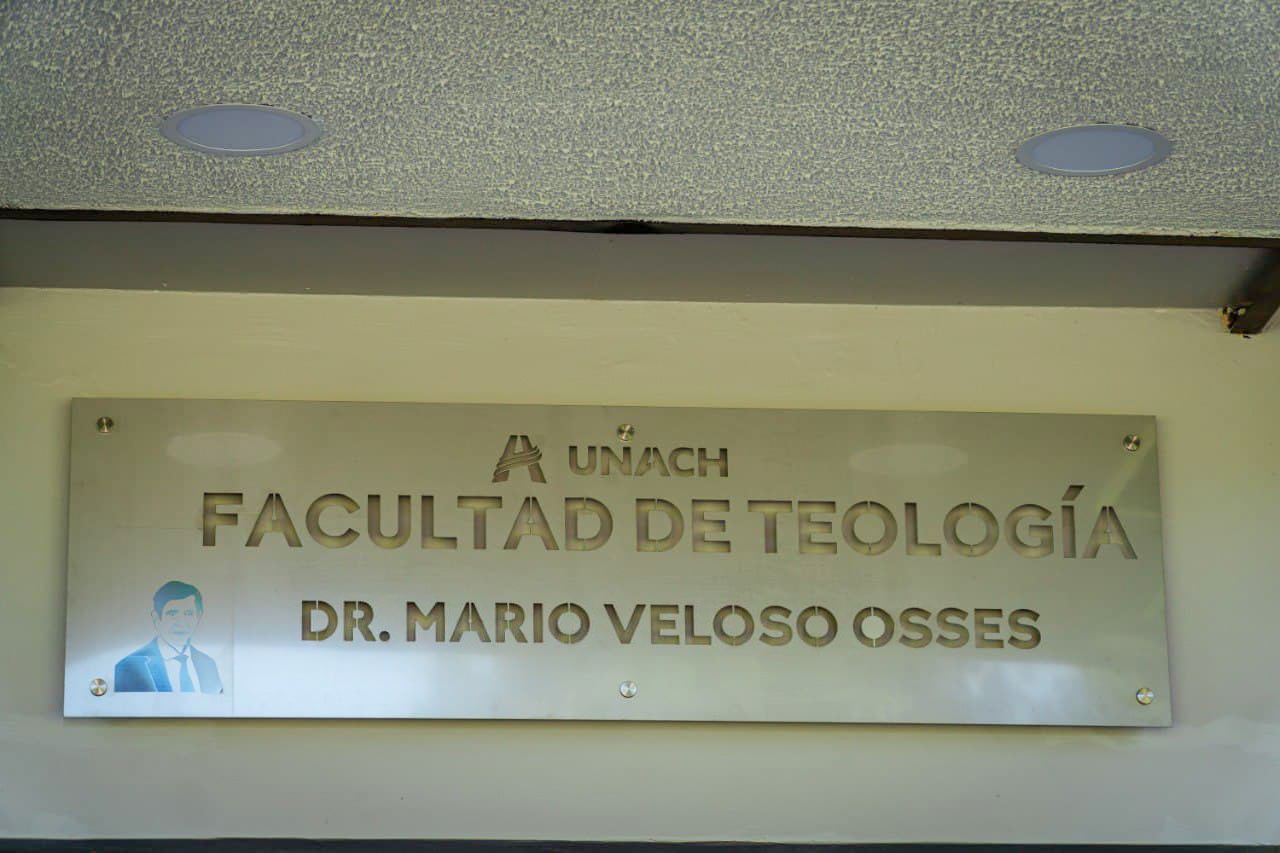 UNACH
FACULTAD DE TEOLOGÍA
DR. MARIO VELOSO OSSES